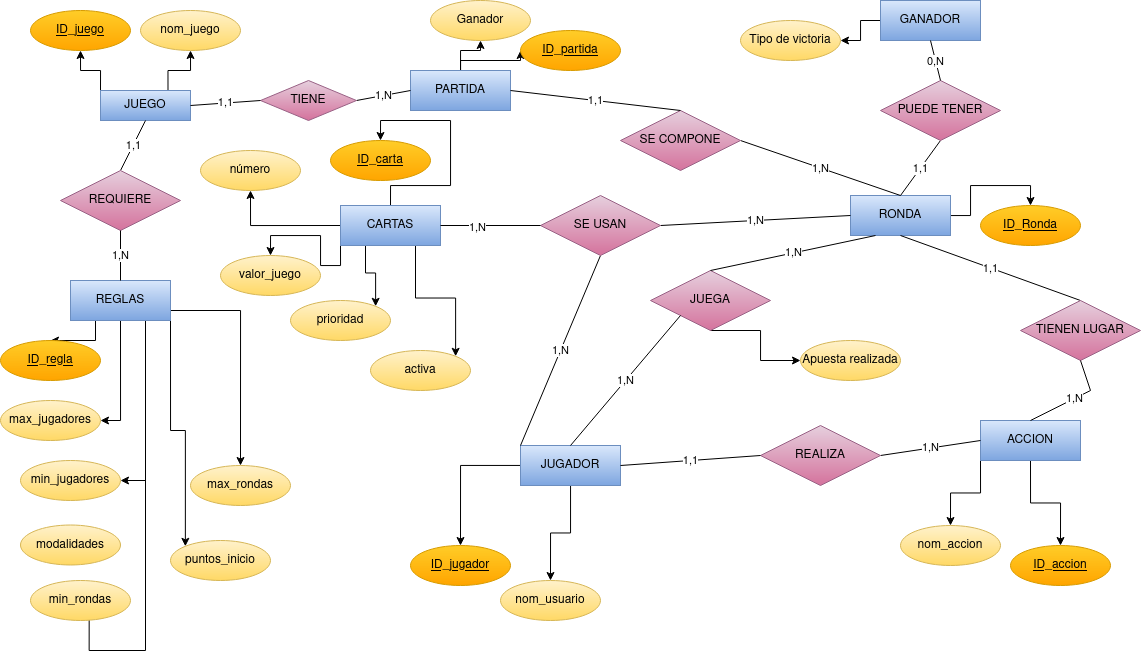 GANADOR
Ganador
ID_juego
nom_juego
Tipo de victoria
ID_partida
0,N
PARTIDA
JUEGO
1,1
TIENE
1,N
1,1
PUEDE TENER
SE COMPONE
1,1
ID_carta
número
1,N
1,1
REQUIERE
CARTAS
1,N
SE USAN
1,N
RONDA
ID_Ronda
1,N
1,N
1,1
valor_juego
REGLAS
JUEGA
prioridad
TIENEN LUGAR
1,N
ID_regla
Apuesta realizada
activa
1,N
1,N
max_jugadores
ACCION
1,N
REALIZA
1,1
JUGADOR
min_jugadores
max_rondas
modalidades
nom_accion
puntos_inicio
ID_jugador
ID_accion
min_rondas
nom_usuario